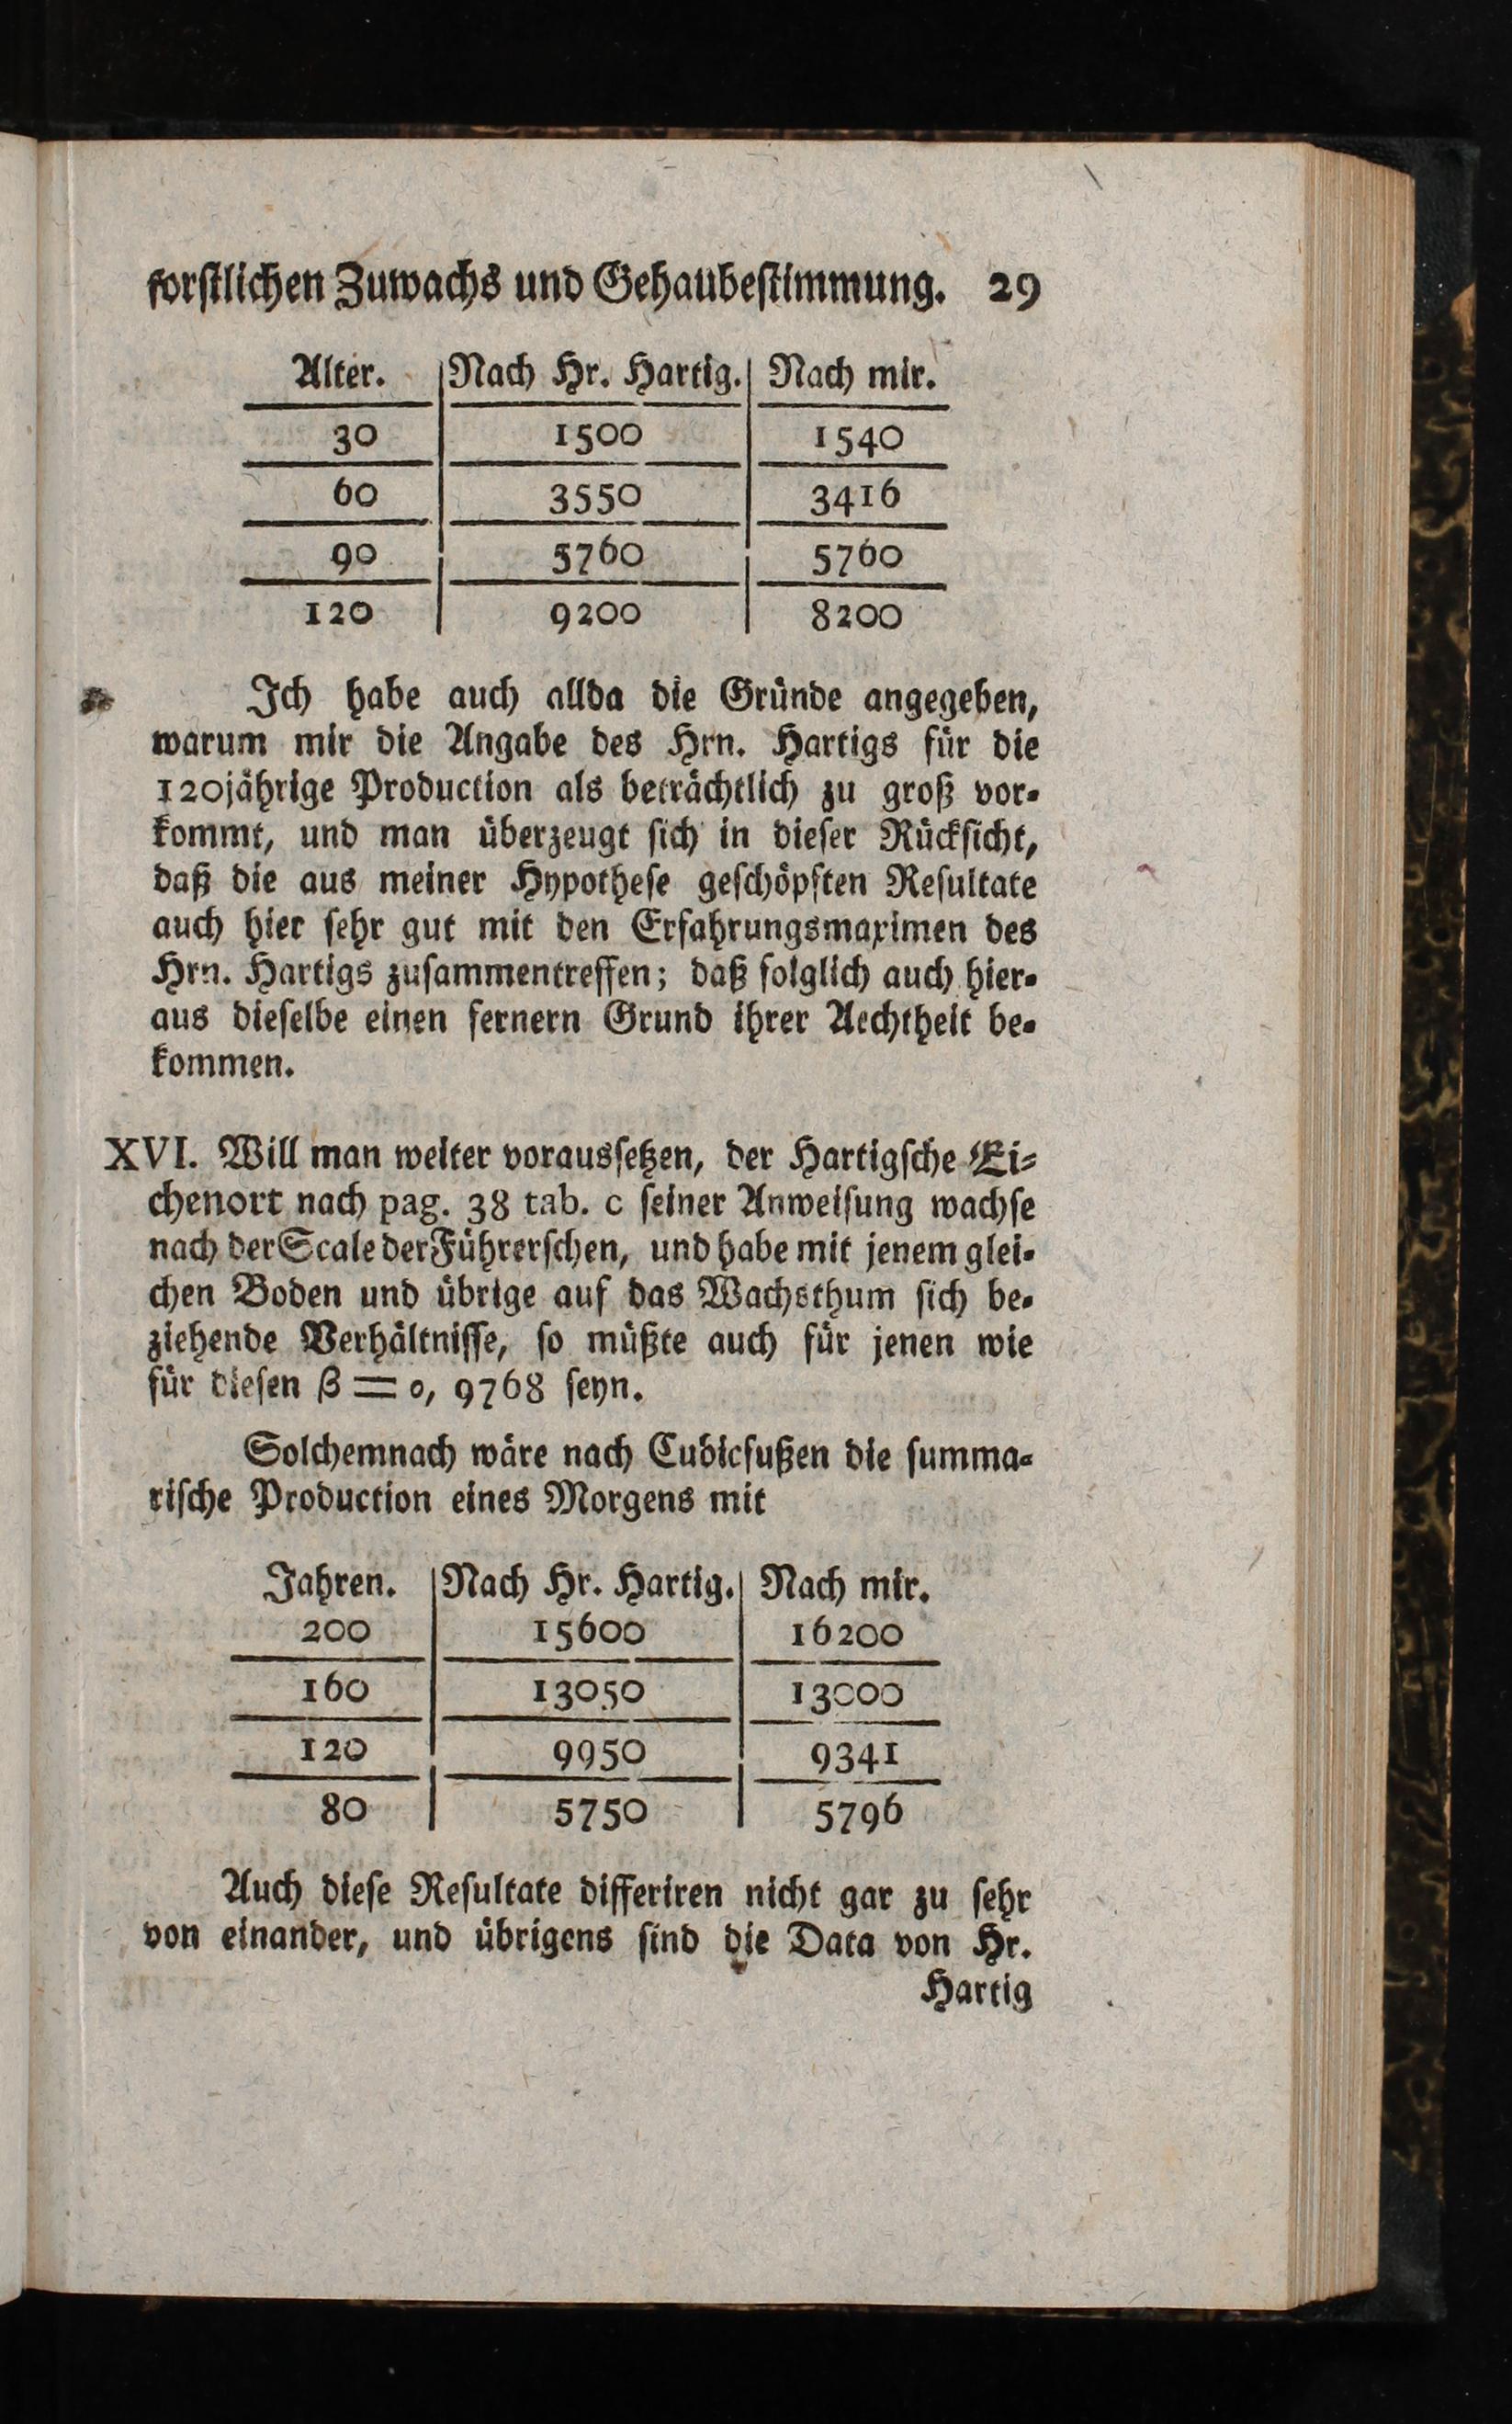 forſtlichen Zuwachs und Gehaubeſtimmung. 29
Alter. Nach Hr. Hartig. Nach mir.
30 1500 1540
60 3550 3416
90 5760 5760
120 9200 8200
Ich habe auch allda die Gründe angegeben,
warum mir die Angabe des Hrn. Hartigs für die
120jährige Production als beträchtlich zu groß vor-
kommt, und man überzeugt ſich in dieſer Rückſicht,
daß die aus meiner Hypotheſe geſchöpften Reſultate
auch hier ſehr gut mit den Erfahrungsmaximen des
Hrn. Hartigs zuſammentreffen; daß folglich auch hier-
aus dieſelbe einen fernern Grund ihrer Aechtheit be-
kommen.
XVI. Will man weiter vorausſetzen, der Hartigſche Ei-
chenort nach pag. 38 tab. c ſeiner Anweiſung wachſe
nach der Scale der Führerſchen, und habe mit jenem glei-
chen Boden und übrige auf das Wachsthum ſich be-
ziehende Verhältniſſe, ſo müßte auch für jenen wie
für dieſen β = 0, 9768 ſeyn.
Solchemnach wäre nach Cubicfußen die ſumma-
riſche Production eines Morgens mit
Jahren. Nach Hr. Hartig. Nach mir.
200 15600 16200
160 13050 13000
120 9950 9341
80 5750 5796
Auch dieſe Reſultate differiren nicht gar zu ſehr
von einander, und übrigens ſind die Data von Hr.
Hartig